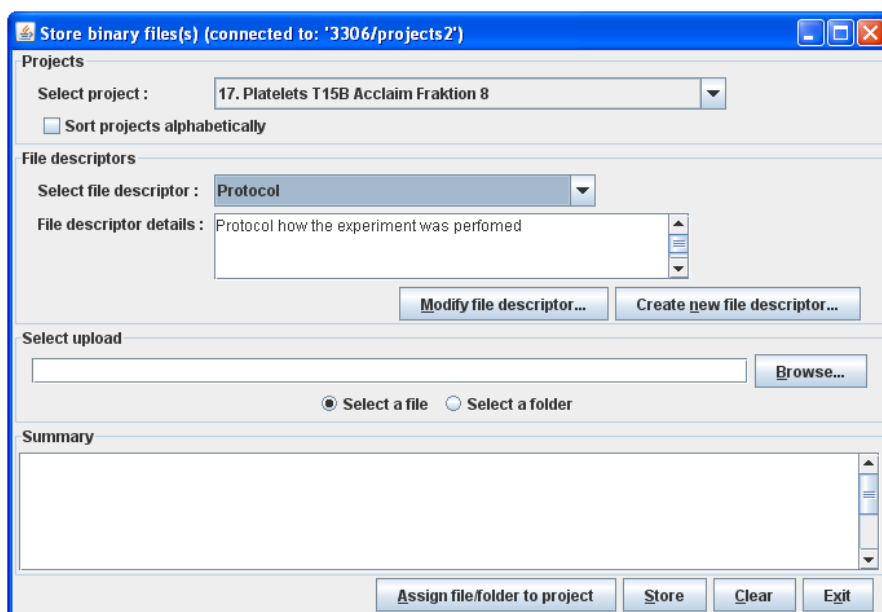 Store binary files(s) (connected to: '3306/projects2')
Projects
Select project : 17. Platelets T15B Acclaim Fraktion 8
Sort projects alphabetically
File descriptors
Select file descriptor : Protocol
File descriptor details : Protocol how the experiment was perfomed
Modify file descriptor... Create new file descriptor...
Select upload
Browse...
Select a file Select a folder
Summary
Assign file/folder to project Store Clear Exit